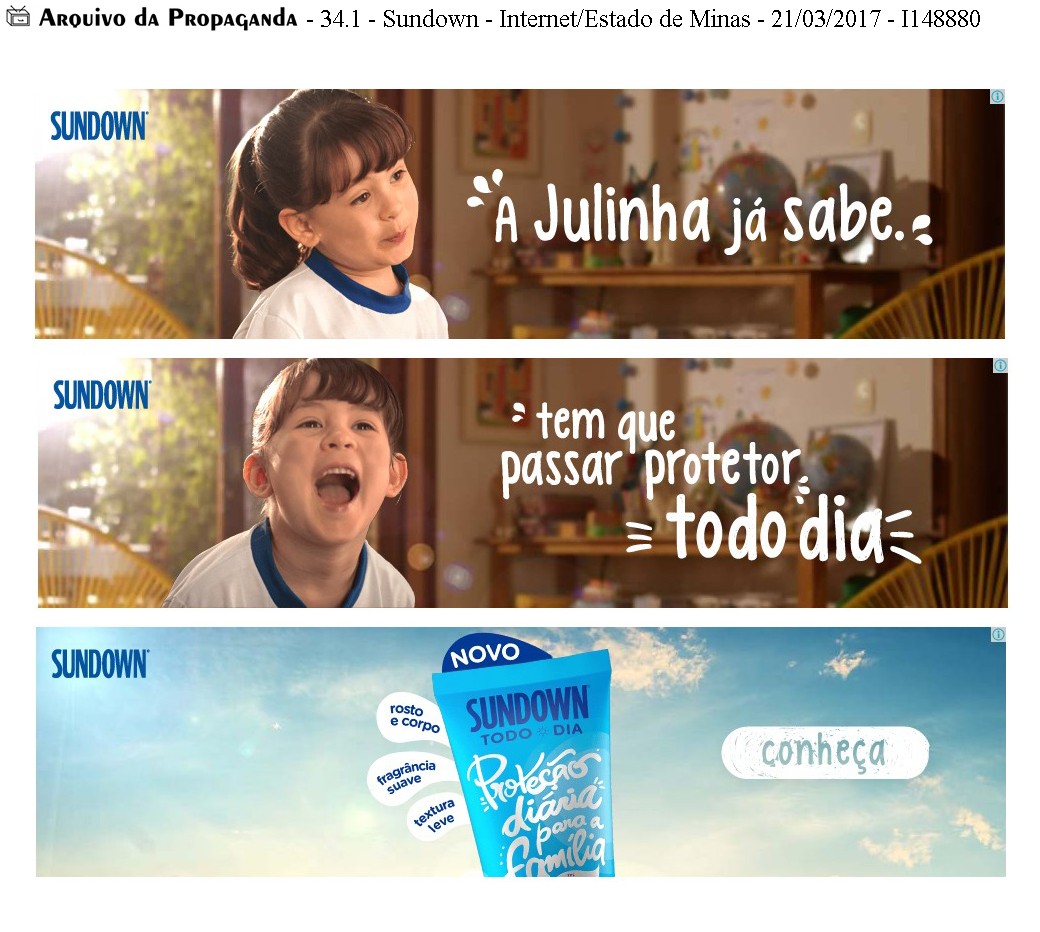 Arquivo da Propaganda - 34.1 - Sundown - Internet/Estado de Minas - 21/03/2017 - I148880
SUNDOWN
A Julinha já sabe.
SUNDOWN
tem que
passar protetor
todo dia
SUNDOWN
NOVO
rosto
e corpo
fragrância
suave
textura
leve
SUNDOWN
TODO DIA
Proteção
diária
para a
família
conheça